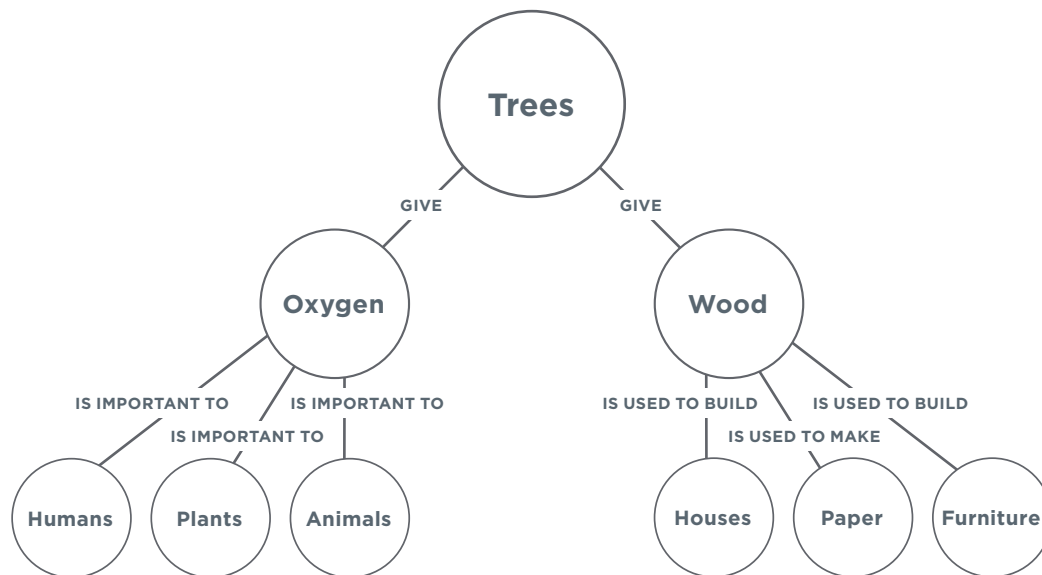 Trees
GIVE
GIVE
Oxygen
Wood
IS IMPORTANT TO
IS IMPORTANT TO
IS USED TO BUILD
IS USED TO BUILD
IS IMPORTANT TO
IS USED TO MAKE
Humans
Plants
Animals
Houses
Paper
Furniture